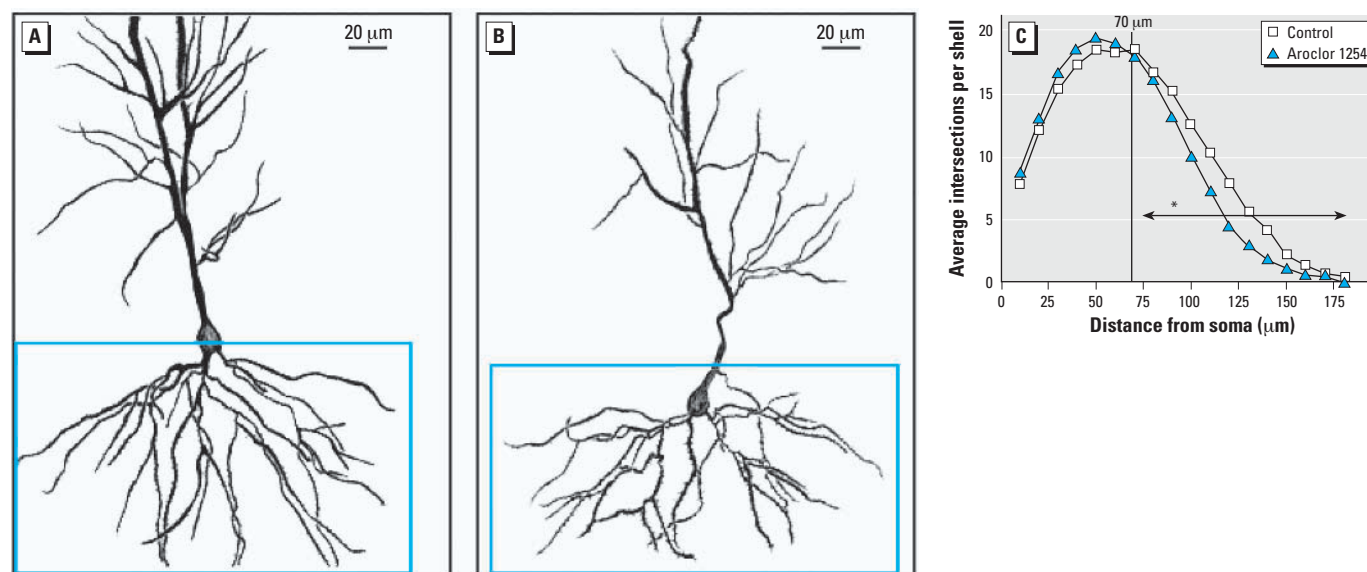 A
20 μm
B
20 μm
C
70 μm
Control
Aroclor 1254
Average intersections per shell
20
15
10
5
0
*
0 25 50 75 100 125 150 175
Distance from soma (μm)